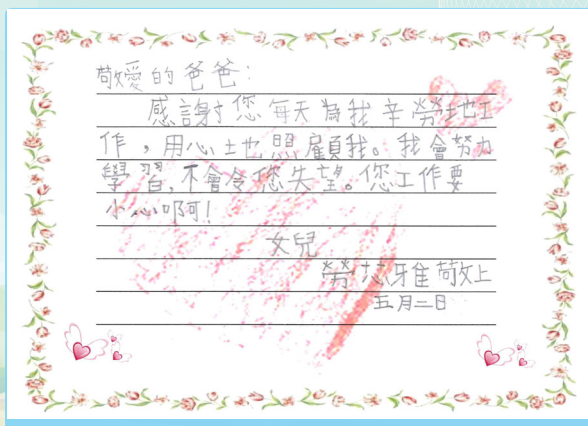 敬愛的爸爸：
感謝您每天為我辛勞地工
作，用心地照顧我。我會努力
學習，不會令您失望。您工作要
小心啊！
女兒
勞芯雅敬上
五月二日